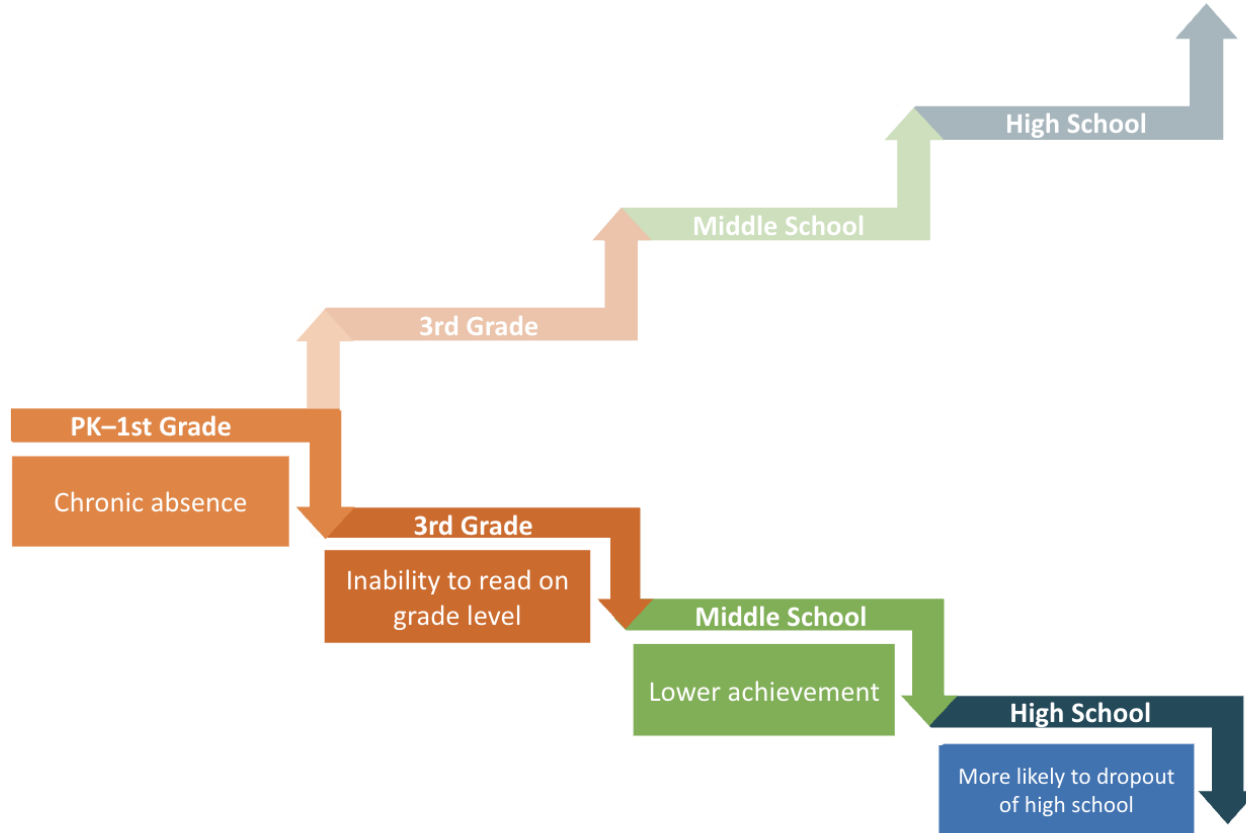 High School
Middle School
3rd Grade
PK–1st Grade
Chronic absence
3rd Grade
Inability to read on
grade level
Middle School
Lower achievement
High School
More likely to dropout
of high school